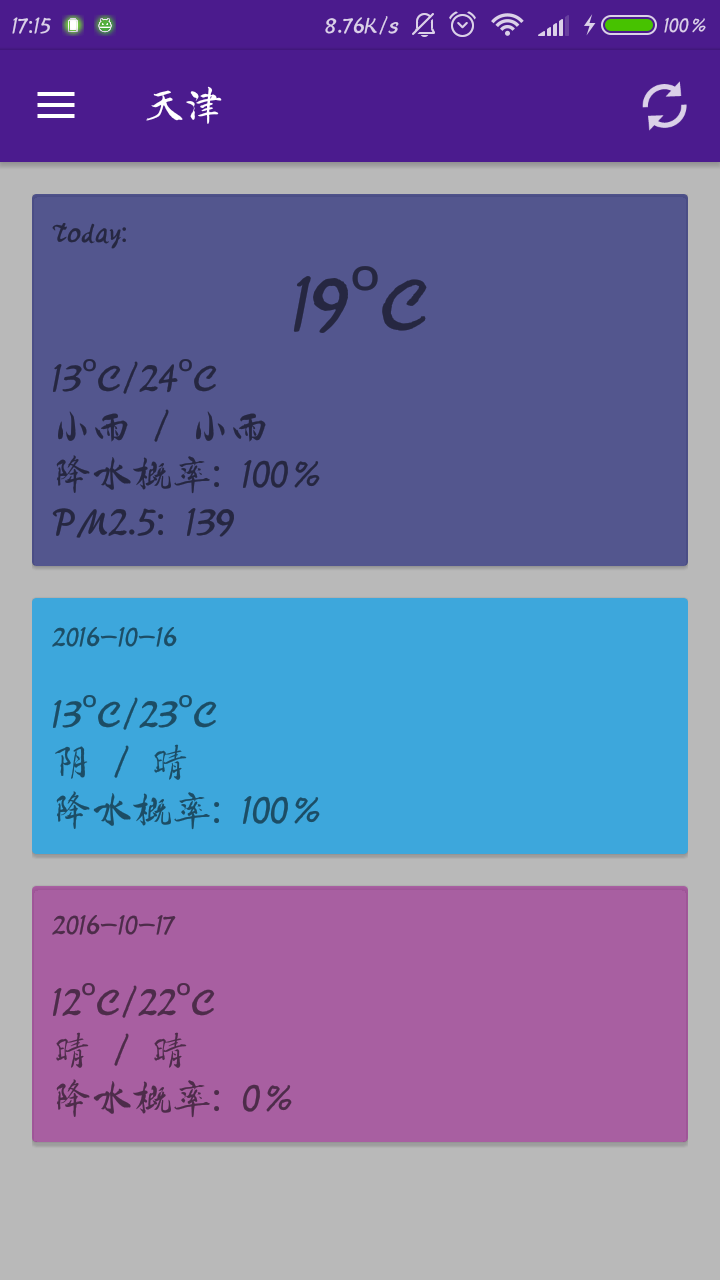 17:15 8.76K/s 100%
天津
today:
19°C
13°C/24°C
小雨 / 小雨
降水概率: 100%
PM2.5: 139
2016-10-16
13°C/23°C
阴 / 晴
降水概率: 100%
2016-10-17
12°C/22°C
晴 / 晴
降水概率: 0%